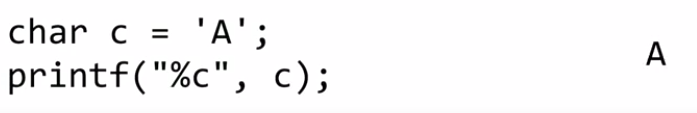 char c = 'A';
printf("%c", c);
A